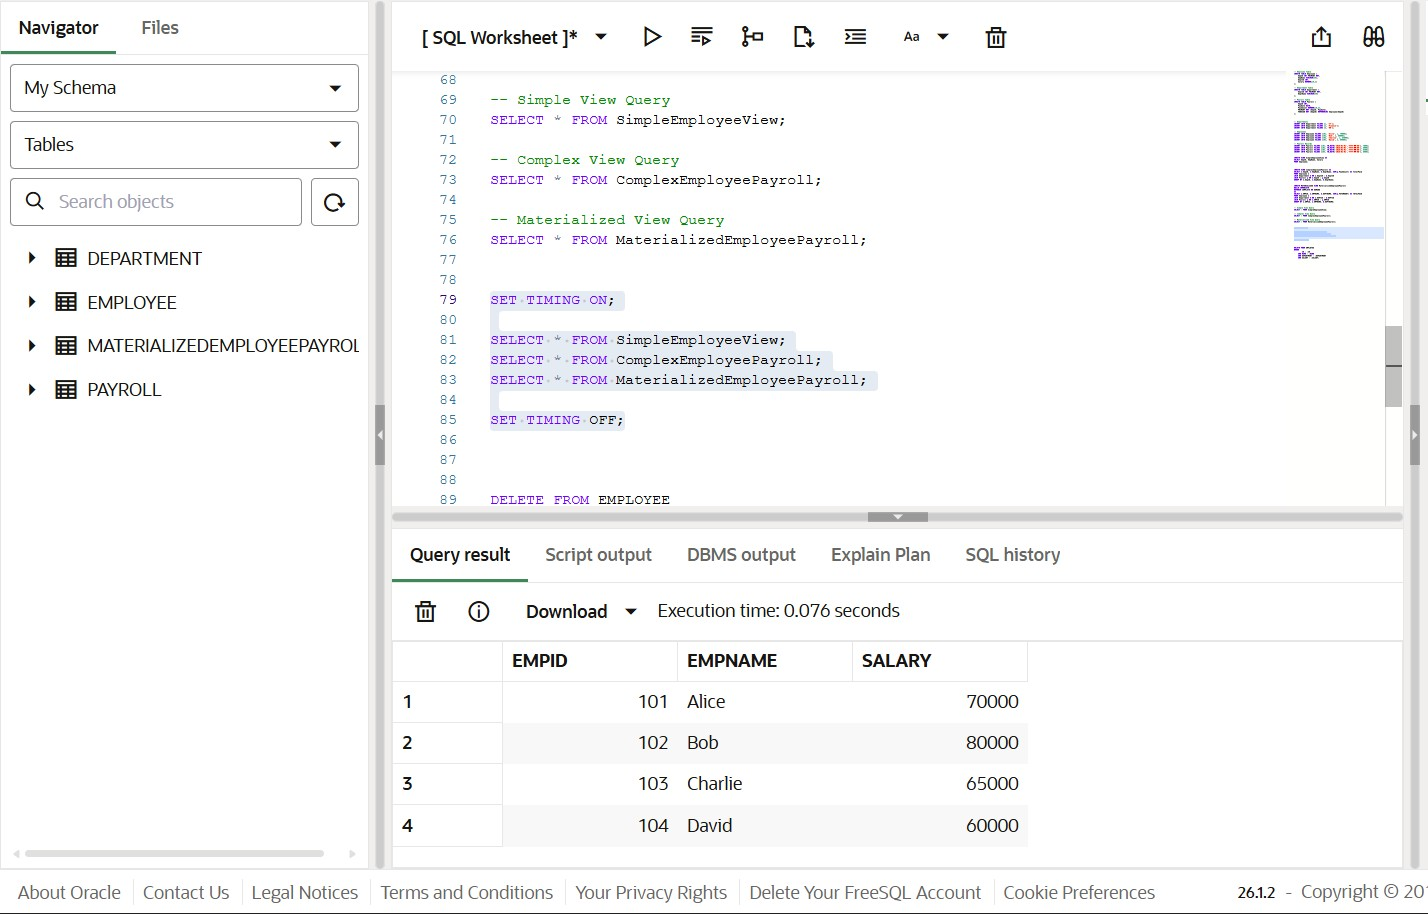 Navigator Files
My Schema
Tables
Search objects
DEPARTMENT
EMPLOYEE
MATERIALIZEDEMPLOYEEPAYROL
PAYROLL
[ SQL Worksheet ]* Aa
68
69 -- Simple View Query
70 SELECT * FROM SimpleEmployeeView;
71
72 -- Complex View Query
73 SELECT * FROM ComplexEmployeePayroll;
74
75 -- Materialized View Query
76 SELECT * FROM MaterializedEmployeePayroll;
77
78
79 SET TIMING ON;
80
81 SELECT * FROM SimpleEmployeeView;
82 SELECT * FROM ComplexEmployeePayroll;
83 SELECT * FROM MaterializedEmployeePayroll;
84
85 SET TIMING OFF;
86
87
88
89 DELETE FROM EMPLOYEE
Query result Script output DBMS output Explain Plan SQL history
Download Execution time: 0.076 seconds
EMPID EMPNAME SALARY
1 101 Alice 70000
2 102 Bob 80000
3 103 Charlie 65000
4 104 David 60000
About Oracle Contact Us Legal Notices Terms and Conditions Your Privacy Rights Delete Your FreeSQL Account Cookie Preferences 26.1.2 - Copyright © 20